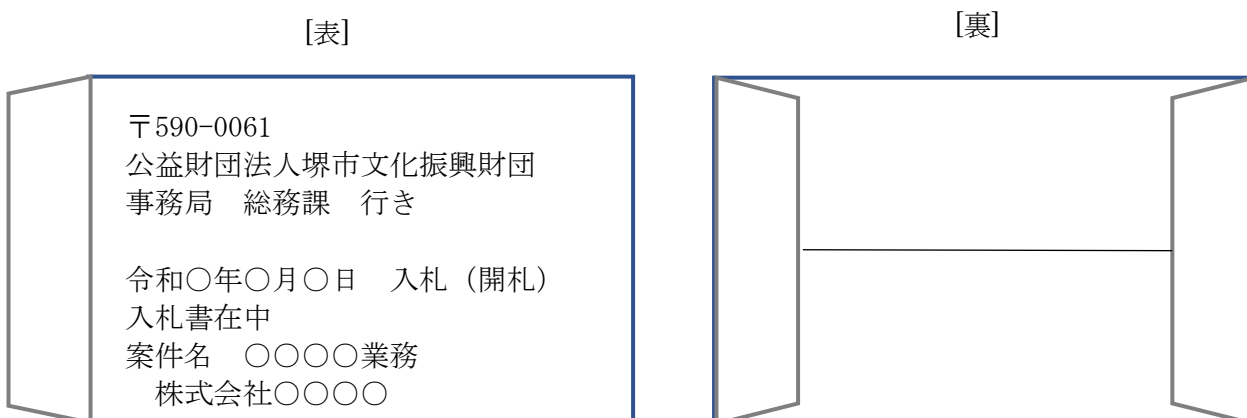 [表]
[裏]
〒590-0061
公益財団法人堺市文化振興財団
事務局　総務課　行き
令和○年○月○日　入札（開札）
入札書在中
案件名　○○○○業務
株式会社○○○○